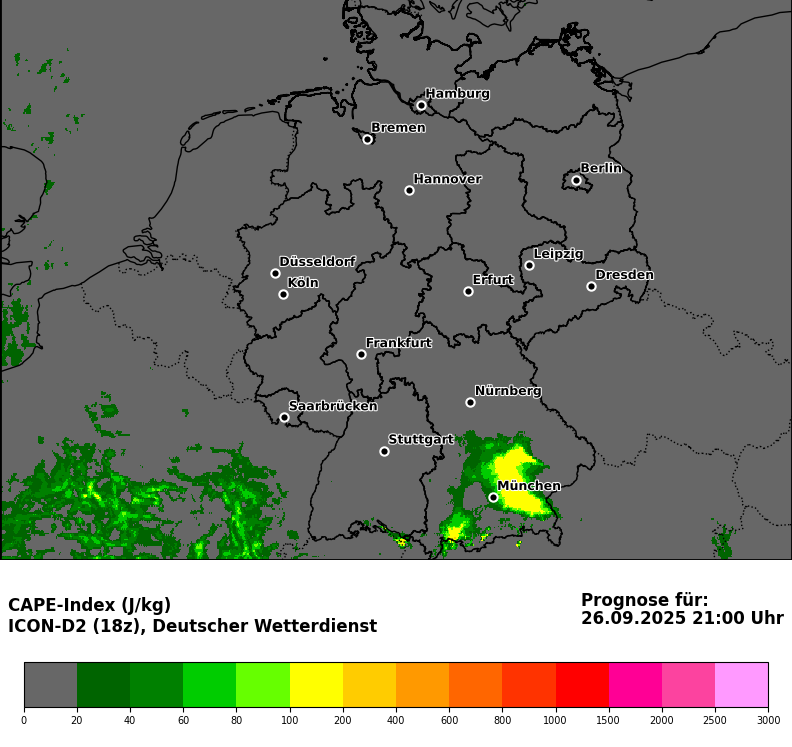 Hamburg
Bremen
Berlin
Hannover
Leipzig
Düsseldorf
Dresden
Köln
Erfurt
Frankfurt
Nürnberg
Saarbrücken
Stuttgart
München
CAPE-Index (J/kg)
ICON-D2 (18z), Deutscher Wetterdienst
Prognose für:
26.09.2025 21:00 Uhr
0 20 40 60 80 100 200 400 600 800 1000 1500 2000 2500 3000